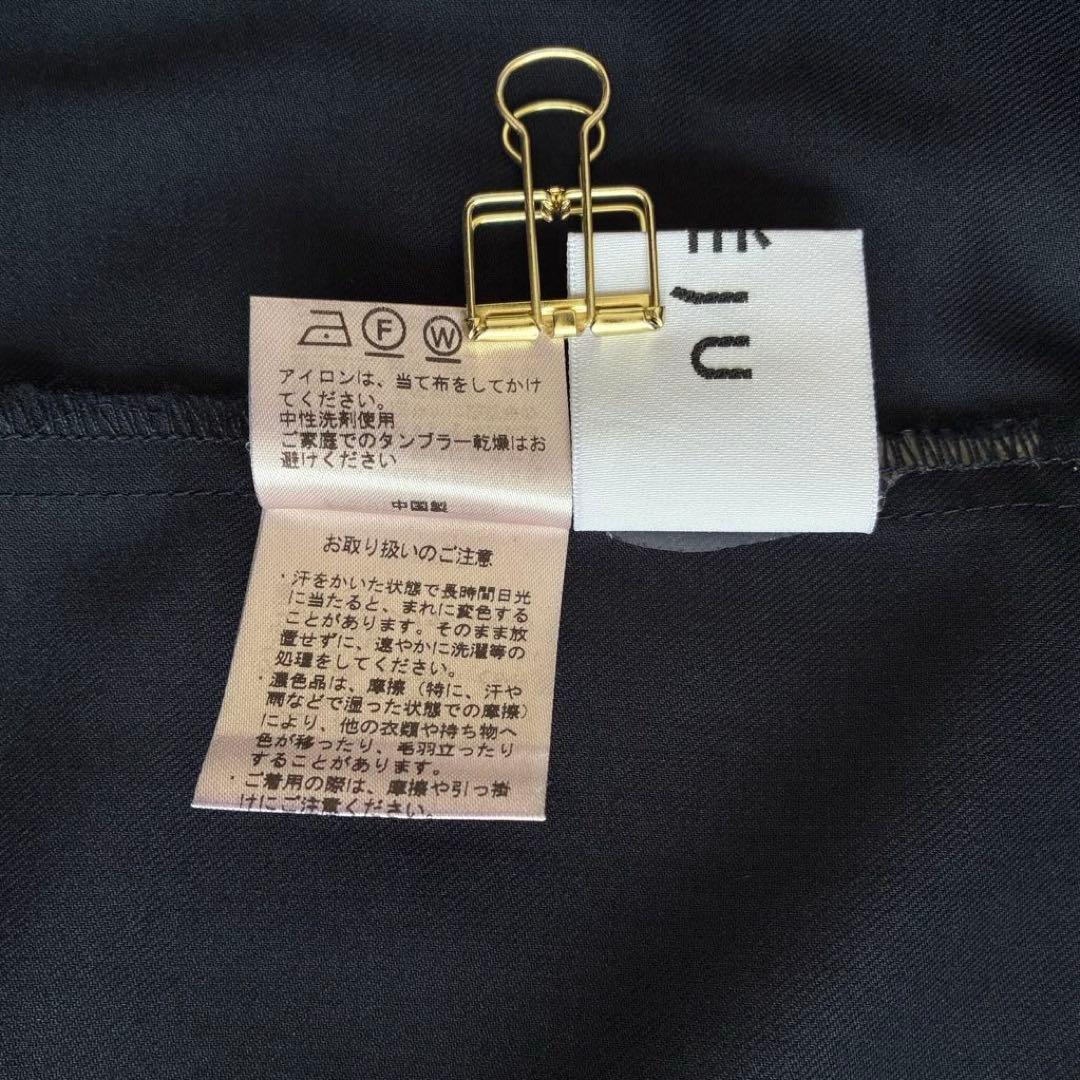 F W
アイロンは、当て布をしてかけ
てください。
中性洗剤使用
ご家庭でのタンブラー乾燥はお
避けください
中国製
お取り扱いのご注意
・汗をかいた状態で長時間日光
に当たると、まれに変色する
ことがあります。そのまま放
置せずに、速やかに洗濯等の
処理をしてください。
・濃色品は、摩擦（特に、汗や
雨などで湿った状態での摩擦）
により、他の衣類や持ち物へ
色が移ったり、毛羽立ったり
することがあります。
・ご着用の際は、摩擦や引っ掛
けにご注意ください。